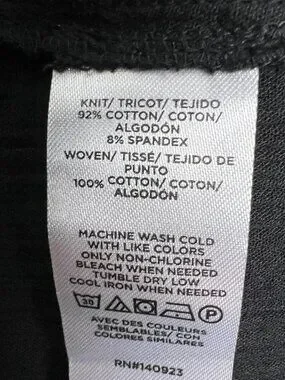 KNIT/ TRICOT/ TEJIDO
92% COTTON/ COTON/
ALGODÓN
8% SPANDEX
WOVEN/ TISSÉ/ TEJIDO DE
PUNTO
100% COTTON/ COTON/
ALGODÓN
MACHINE WASH COLD
WITH LIKE COLORS
ONLY NON-CHLORINE
BLEACH WHEN NEEDED
TUMBLE DRY LOW
COOL IRON WHEN NEEDED
30 P
AVEC DES COULEURS
SEMBLABLES/ CON
COLORES SIMILARES
RN#140923